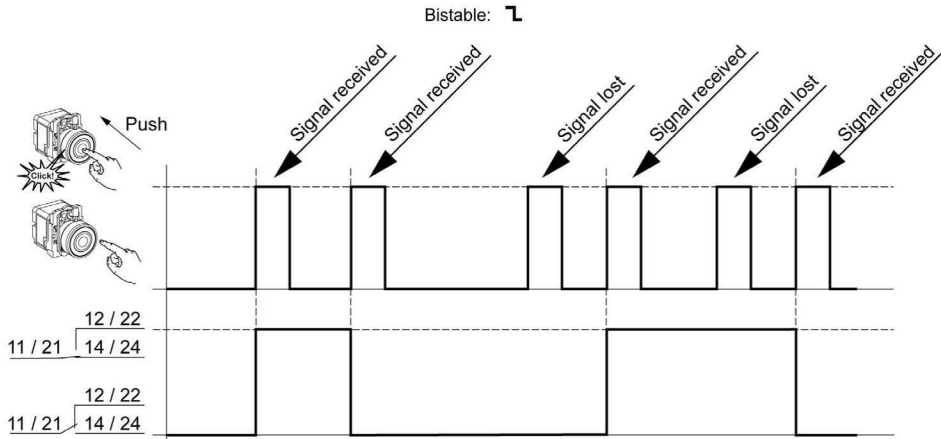 Bistable:
Signal received
Signal received
Signal lost
Signal received
Signal lost
Signal received
Push
Click!
12 / 22
11 / 21 14 / 24
12 / 22
11 / 21 14 / 24